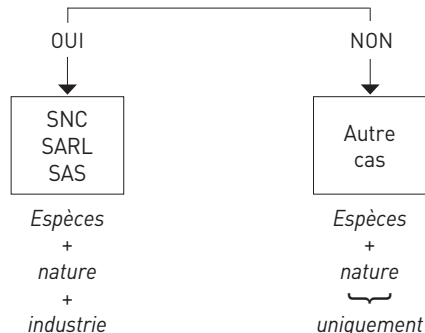 OUI
NON
SNC
SARL
SAS
Autre
cas
Espèces
+
nature
+
industrie
Espèces
+
nature
uniquement